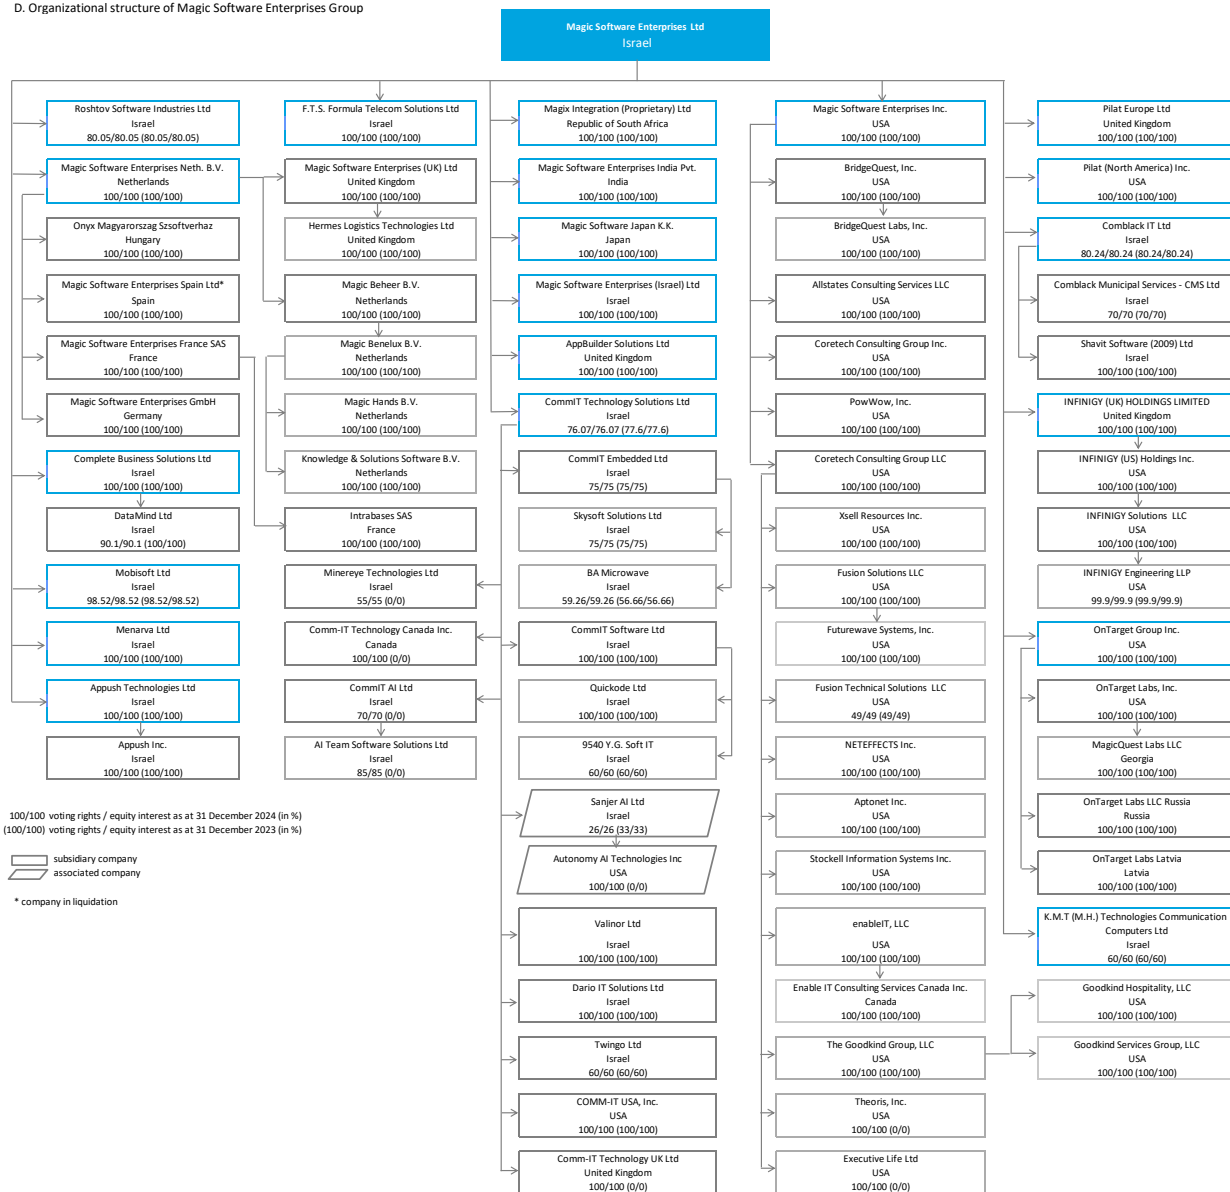 D. Organizational structure of Magic Software Enterprises Group
Magic Software Enterprises Ltd
Israel
Roshtov Software Industries Ltd
Israel
80.05/80.05 (80.05/80.05)
Magic Software Enterprises Neth. B.V.
Netherlands
100/100 (100/100)
Onyx Magyarorszag Szsoftverhaz
Hungary
100/100 (100/100)
Magic Software Enterprises Spain Ltd*
Spain
100/100 (100/100)
Magic Software Enterprises France SAS
France
100/100 (100/100)
Magic Software Enterprises GmbH
Germany
100/100 (100/100)
Complete Business Solutions Ltd
Israel
100/100 (100/100)
DataMind Ltd
Israel
90.1/90.1 (100/100)
Mobisoft Ltd
Israel
98.52/98.52 (98.52/98.52)
Menarva Ltd
Israel
100/100 (100/100)
Appush Technologies Ltd
Israel
100/100 (100/100)
Appush Inc.
Israel
100/100 (100/100)
F.T.S. Formula Telecom Solutions Ltd
Israel
100/100 (100/100)
Magic Software Enterprises (UK) Ltd
United Kingdom
100/100 (100/100)
Hermes Logistics Technologies Ltd
United Kingdom
100/100 (100/100)
Magic Beheer B.V.
Netherlands
100/100 (100/100)
Magic Benelux B.V.
Netherlands
100/100 (100/100)
Magic Hands B.V.
Netherlands
100/100 (100/100)
Knowledge & Solutions Software B.V.
Netherlands
100/100 (100/100)
Intrabases SAS
France
100/100 (100/100)
Minereye Technologies Ltd
Israel
55/55 (0/0)
Comm-IT Technology Canada Inc.
Canada
100/100 (0/0)
CommIT AI Ltd
Israel
70/70 (0/0)
AI Team Software Solutions Ltd
Israel
85/85 (0/0)
Magix Integration (Proprietary) Ltd
Republic of South Africa
100/100 (100/100)
Magic Software Enterprises India Pvt.
India
100/100 (100/100)
Magic Software Japan K.K.
Japan
100/100 (100/100)
Magic Software Enterprises (Israel) Ltd
Israel
100/100 (100/100)
AppBuilder Solutions Ltd
United Kingdom
100/100 (100/100)
CommIT Technology Solutions Ltd
Israel
76.07/76.07 (77.6/77.6)
CommIT Embedded Ltd
Israel
75/75 (75/75)
Skysoft Solutions Ltd
Israel
75/75 (75/75)
BA Microwave
Israel
59.26/59.26 (56.66/56.66)
CommIT Software Ltd
Israel
100/100 (100/100)
Quickode Ltd
Israel
100/100 (100/100)
9540 Y.G. Soft IT
Israel
60/60 (60/60)
Sanjer AI Ltd
Israel
26/26 (33/33)
Autonomy AI Technologies Inc
USA
100/100 (0/0)
Valinor Ltd
Israel
100/100 (100/100)
Dario IT Solutions Ltd
Israel
100/100 (100/100)
Twingo Ltd
Israel
60/60 (60/60)
COMM-IT USA, Inc.
USA
100/100 (100/100)
Comm-IT Technology UK Ltd
United Kingdom
100/100 (0/0)
Magic Software Enterprises Inc.
USA
100/100 (100/100)
BridgeQuest, Inc.
USA
100/100 (100/100)
BridgeQuest Labs, Inc.
USA
100/100 (100/100)
Allstates Consulting Services LLC
USA
100/100 (100/100)
Coretech Consulting Group Inc.
USA
100/100 (100/100)
PowWow, Inc.
USA
100/100 (100/100)
Coretech Consulting Group LLC
USA
100/100 (100/100)
Xsell Resources Inc.
USA
100/100 (100/100)
Fusion Solutions LLC
USA
100/100 (100/100)
Futurewave Systems, Inc.
USA
100/100 (100/100)
Fusion Technical Solutions LLC
USA
49/49 (49/49)
NETEFFECTS Inc.
USA
100/100 (100/100)
Aptonet Inc.
USA
100/100 (100/100)
Stockell Information Systems Inc.
USA
100/100 (100/100)
enableIT, LLC
USA
100/100 (100/100)
Enable IT Consulting Services Canada Inc.
Canada
100/100 (100/100)
The Goodkind Group, LLC
USA
100/100 (100/100)
Theoris, Inc.
USA
100/100 (0/0)
Executive Life Ltd
USA
100/100 (0/0)
Pilat Europe Ltd
United Kingdom
100/100 (100/100)
Pilat (North America) Inc.
USA
100/100 (100/100)
Comblack IT Ltd
Israel
80.24/80.24 (80.24/80.24)
Comblack Municipal Services - CMS Ltd
Israel
70/70 (70/70)
Shavit Software (2009) Ltd
Israel
100/100 (100/100)
INFINIGY (UK) HOLDINGS LIMITED
United Kingdom
100/100 (100/100)
INFINIGY (US) Holdings Inc.
USA
100/100 (100/100)
INFINIGY Solutions LLC
USA
100/100 (100/100)
INFINIGY Engineering LLP
USA
99.9/99.9 (99.9/99.9)
OnTarget Group Inc.
USA
100/100 (100/100)
OnTarget Labs, Inc.
USA
100/100 (100/100)
MagicQuest Labs LLC
Georgia
100/100 (100/100)
OnTarget Labs LLC Russia
Russia
100/100 (100/100)
OnTarget Labs Latvia
Latvia
100/100 (100/100)
K.M.T (M.H.) Technologies Communication
Computers Ltd
Israel
60/60 (60/60)
Goodkind Hospitality, LLC
USA
100/100 (100/100)
Goodkind Services Group, LLC
USA
100/100 (100/100)
100/100 voting rights / equity interest as at 31 December 2024 (in %)
(100/100) voting rights / equity interest as at 31 December 2023 (in %)
subsidiary company
associated company
* company in liquidation